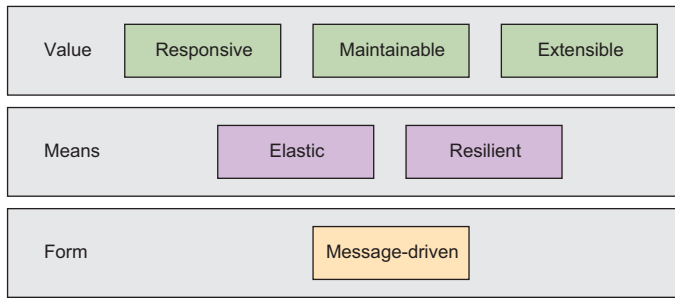 Value Responsive Maintainable Extensible
Means Elastic Resilient
Form Message-driven